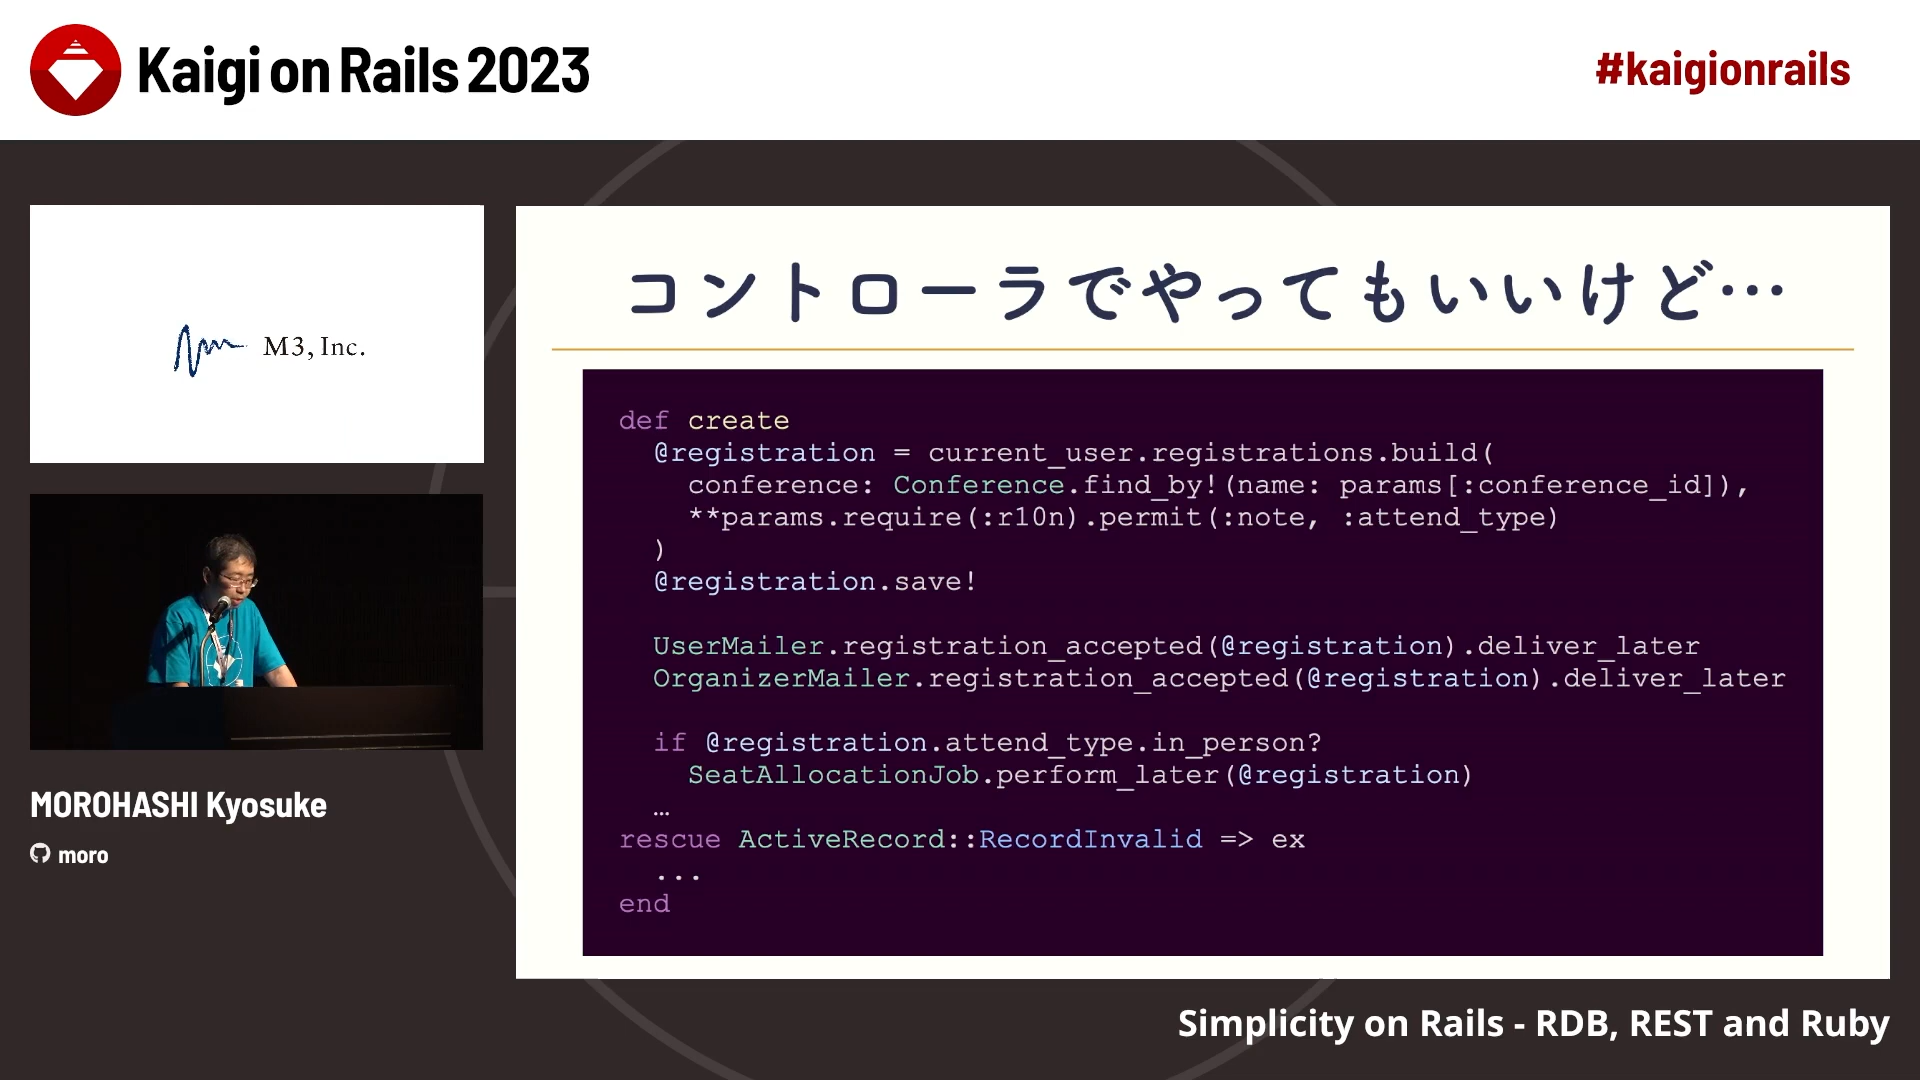 Kaigi on Rails 2023
#kaigionrails
M3, Inc.
MOROHASHI Kyosuke
moro
コントローラでやってもいいけど…
def create
  @registration = current_user.registrations.build(
    conference: Conference.find_by!(name: params[:conference_id]),
    **params.require(:r10n).permit(:note, :attend_type)
  )
  @registration.save!
  UserMailer.registration_accepted(@registration).deliver_later
  OrganizerMailer.registration_accepted(@registration).deliver_later
  if @registration.attend_type.in_person?
    SeatAllocationJob.perform_later(@registration)
  …
rescue ActiveRecord::RecordInvalid => ex
  ...
end
Simplicity on Rails - RDB, REST and Ruby